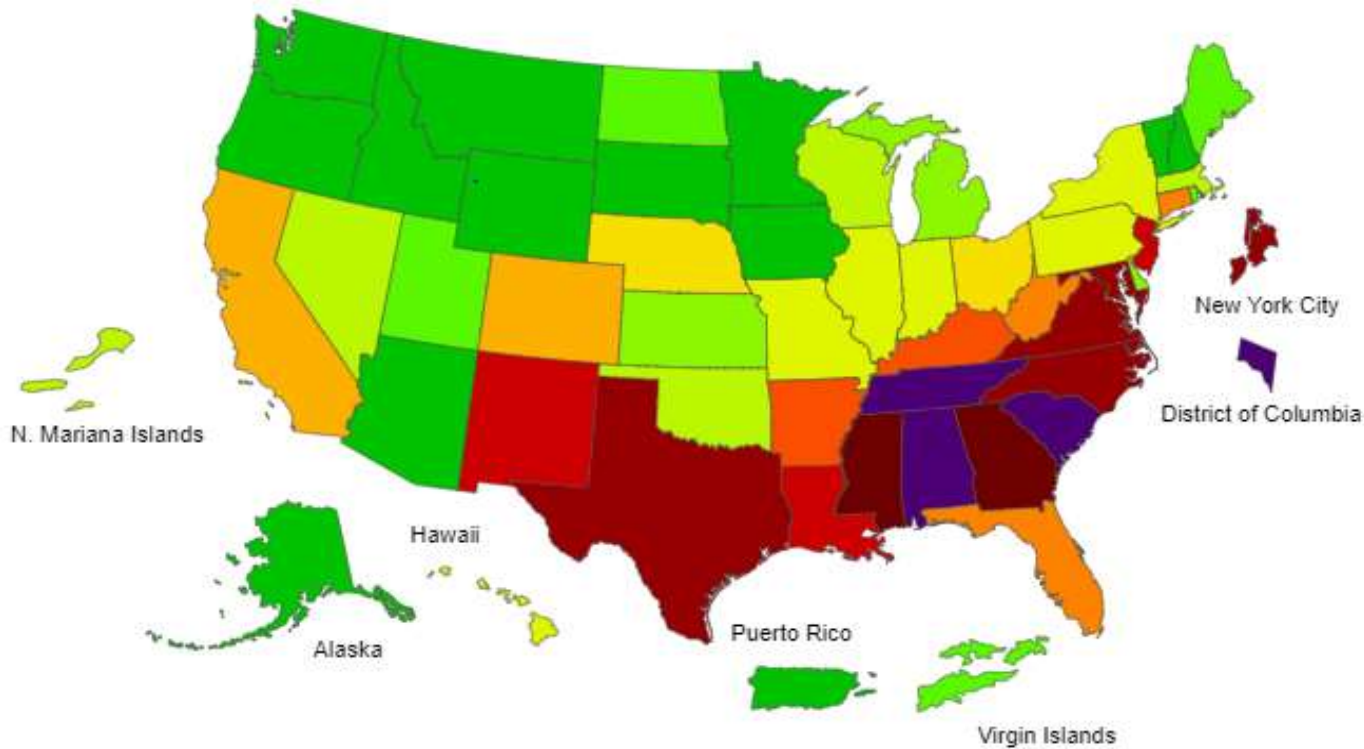 New York City
District of Columbia
N. Mariana Islands
Hawaii
Alaska
Puerto Rico
Virgin Islands